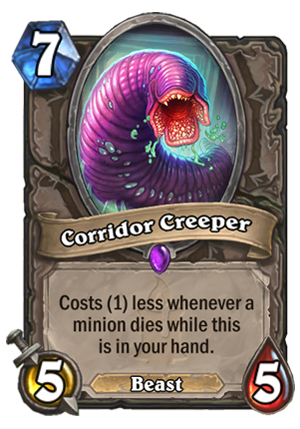 7
Corridor Creeper
Costs (1) less whenever a
minion dies while this
is in your hand.
5
Beast
5